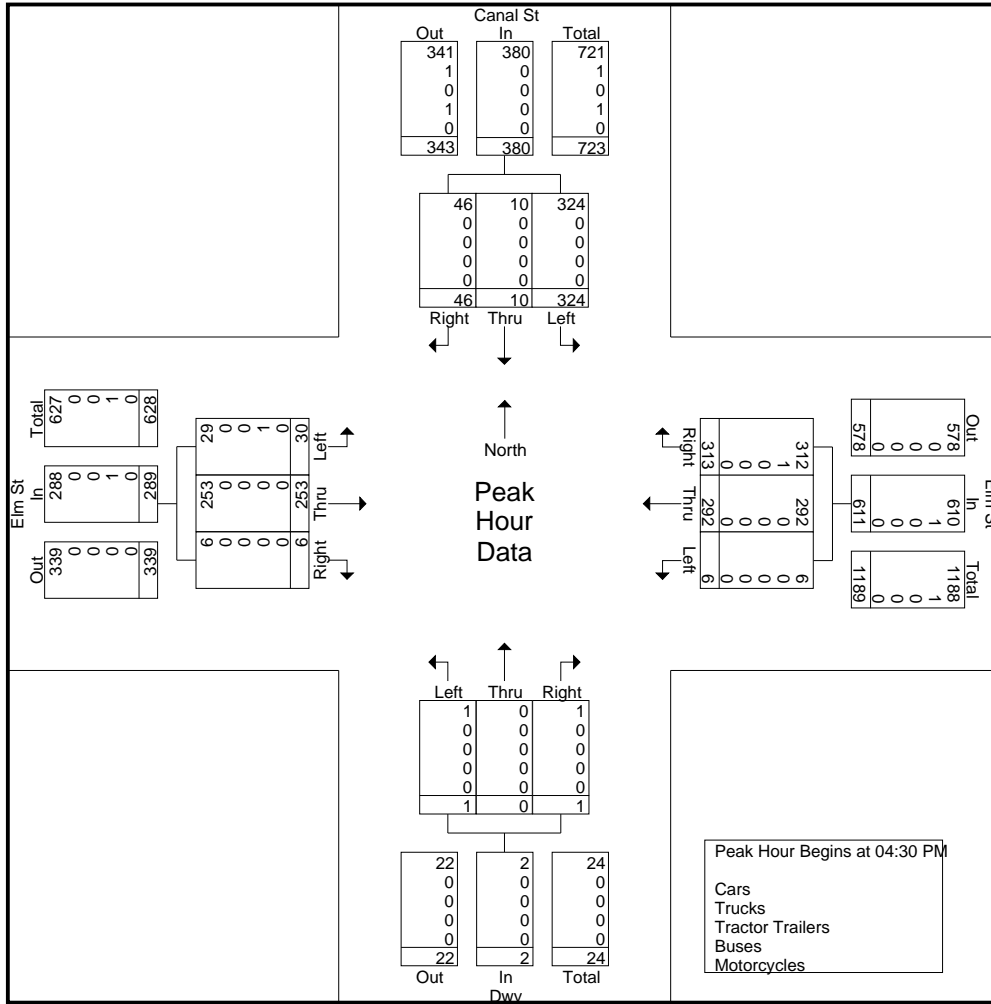 Canal St
Out In Total
341 380 721
1 0 1
0 0 0
1 0 1
0 0 0
343 380 723
46 10 324
0 0 0
0 0 0
0 0 0
0 0 0
46 10 324
Right Thru Left
Elm St
Total
627 0 0 1 0 628
In
288 0 0 1 0 289
Out
339 0 0 0 0 339
Left
29 0 0 1 0 30
Thru
253 0 0 0 0 253
Right
6 0 0 0 0 6
North
Peak
Hour
Data
Right
312 1 0 0 0 313
Thru
292 0 0 0 0 292
Left
6 0 0 0 0 6
Out
578 0 0 0 0 578
Elm St
In
610 1 0 0 0 611
Total
1188 1 0 0 0 1189
Left Thru Right
1 0 1
0 0 0
0 0 0
0 0 0
0 0 0
1 0 1
22 2 24
0 0 0
0 0 0
0 0 0
0 0 0
22 2 24
Out In Total
Dwy
Peak Hour Begins at 04:30 PM
Cars
Trucks
Tractor Trailers
Buses
Motorcycles